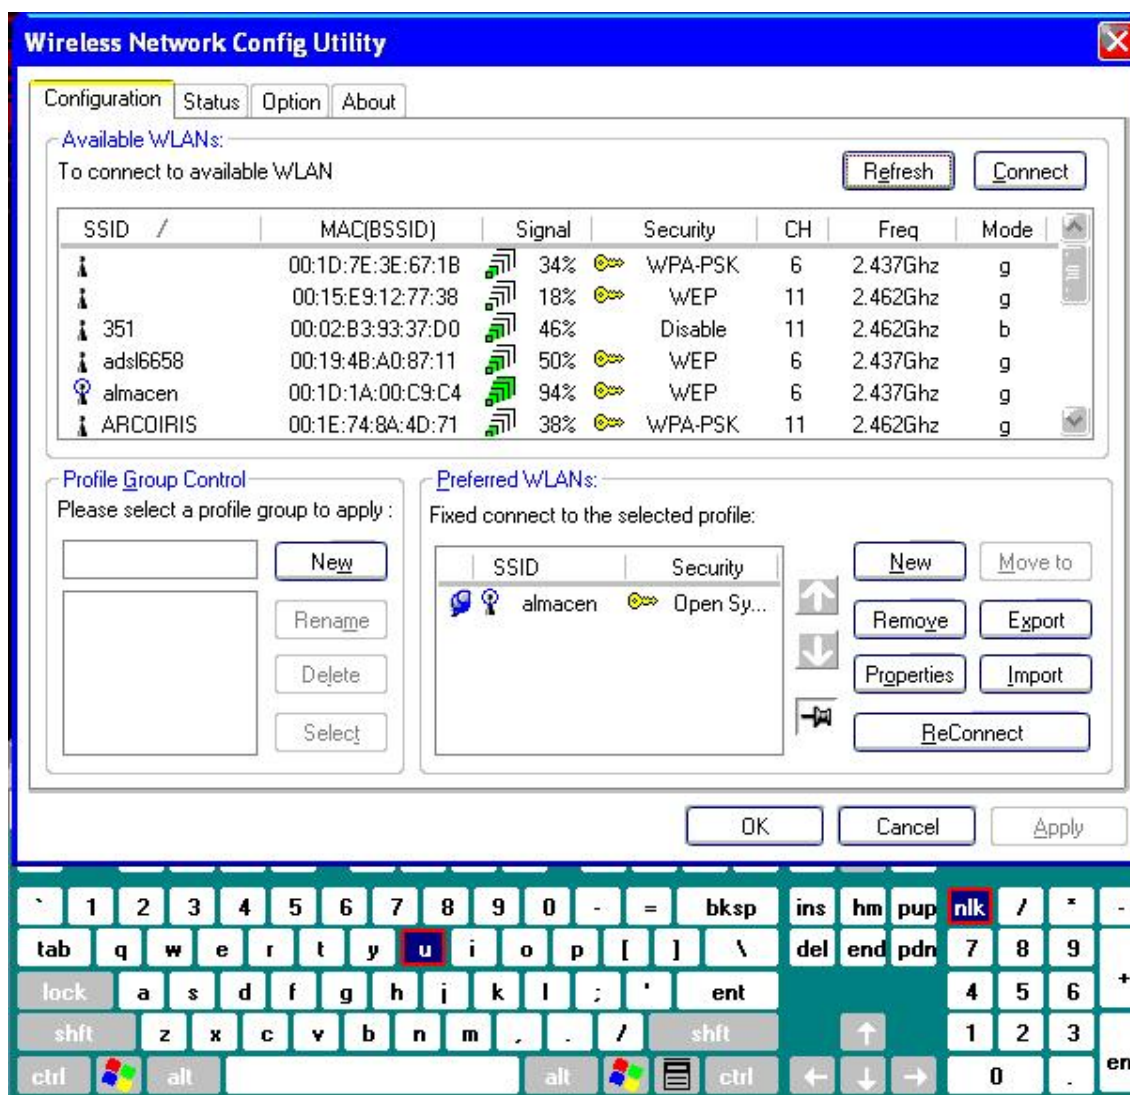 Wireless Network Config Utility
Configuration Status Option About
Available WLANs:
To connect to available WLAN Refresh Connect
SSID / MAC(BSSID) Signal Security CH Freq Mode
00:1D:7E:3E:67:1B 34% WPA-PSK 6 2.437Ghz g
00:15:E9:12:77:38 18% WEP 11 2.462Ghz g
351 00:02:B3:93:37:D0 46% Disable 11 2.462Ghz b
adsl6658 00:19:4B:A0:87:11 50% WEP 6 2.437Ghz g
almacen 00:1D:1A:00:C9:C4 94% WEP 6 2.437Ghz g
ARCOIRIS 00:1E:74:8A:4D:71 38% WPA-PSK 11 2.462Ghz g
Profile Group Control
Please select a profile group to apply :
New
Rename
Delete
Select
Preferred WLANs:
Fixed connect to the selected profile:
SSID Security
almacen Open Sy...
New Move to
Remove Export
Properties Import
ReConnect
OK Cancel Apply
` 1 2 3 4 5 6 7 8 9 0 - = bksp ins hm pup nlk / * -
tab q w e r t y u i o p [ ] \ del end pdn 7 8 9
lock a s d f g h j k l ; ' ent 4 5 6 +
shft z x c v b n m , . / shft ↑ 1 2 3
ctrl alt alt ctrl ← ↓ → 0 . en